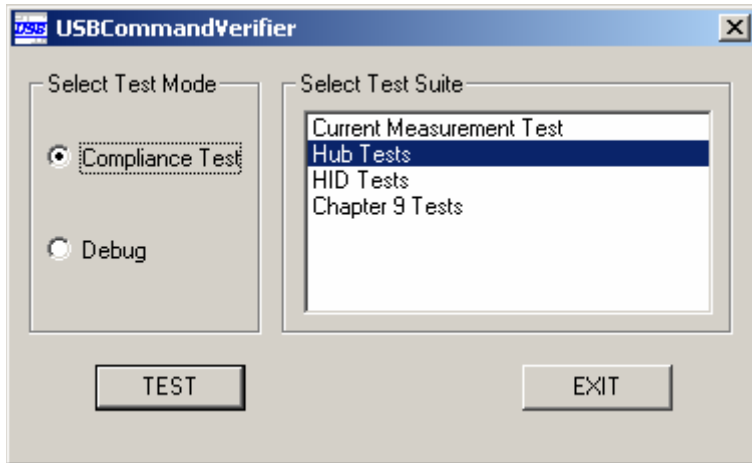 USB USBCommandVerifier
Select Test Mode
Compliance Test
Debug
Select Test Suite
Current Measurement Test
Hub Tests
HID Tests
Chapter 9 Tests
TEST
EXIT